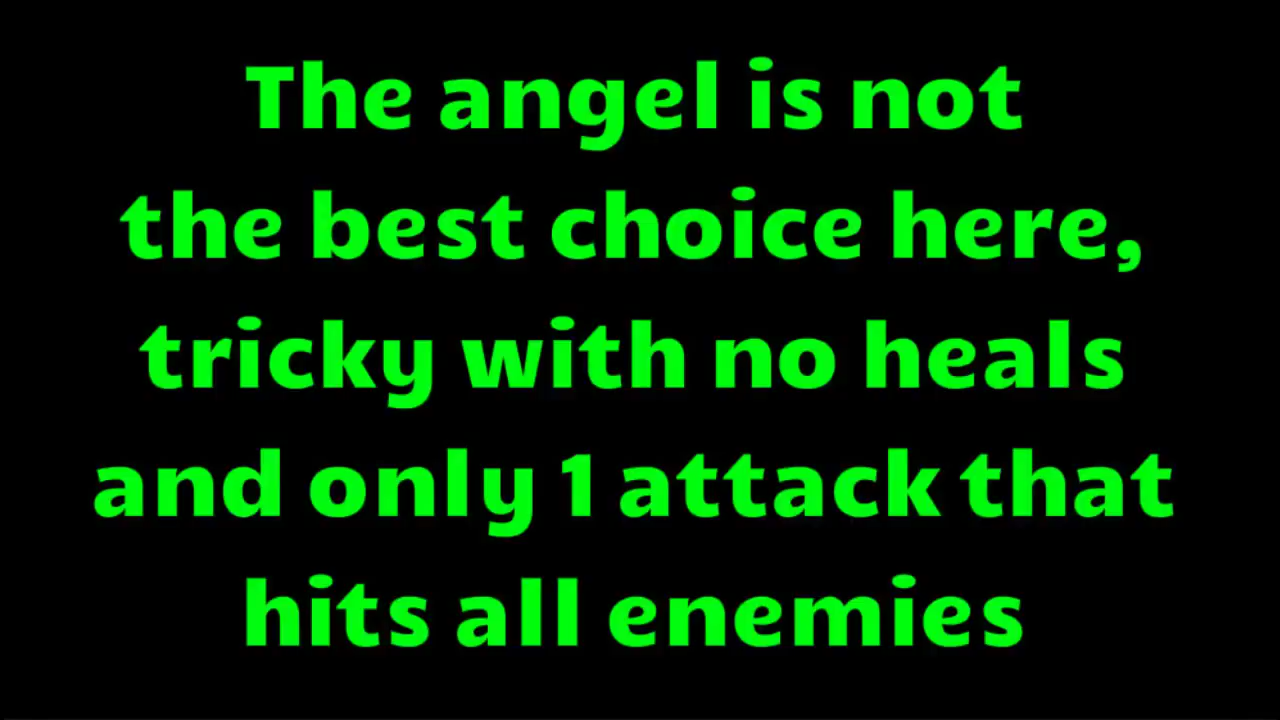 The angel is not
the best choice here,
tricky with no heals
and only 1 attack that
hits all enemies